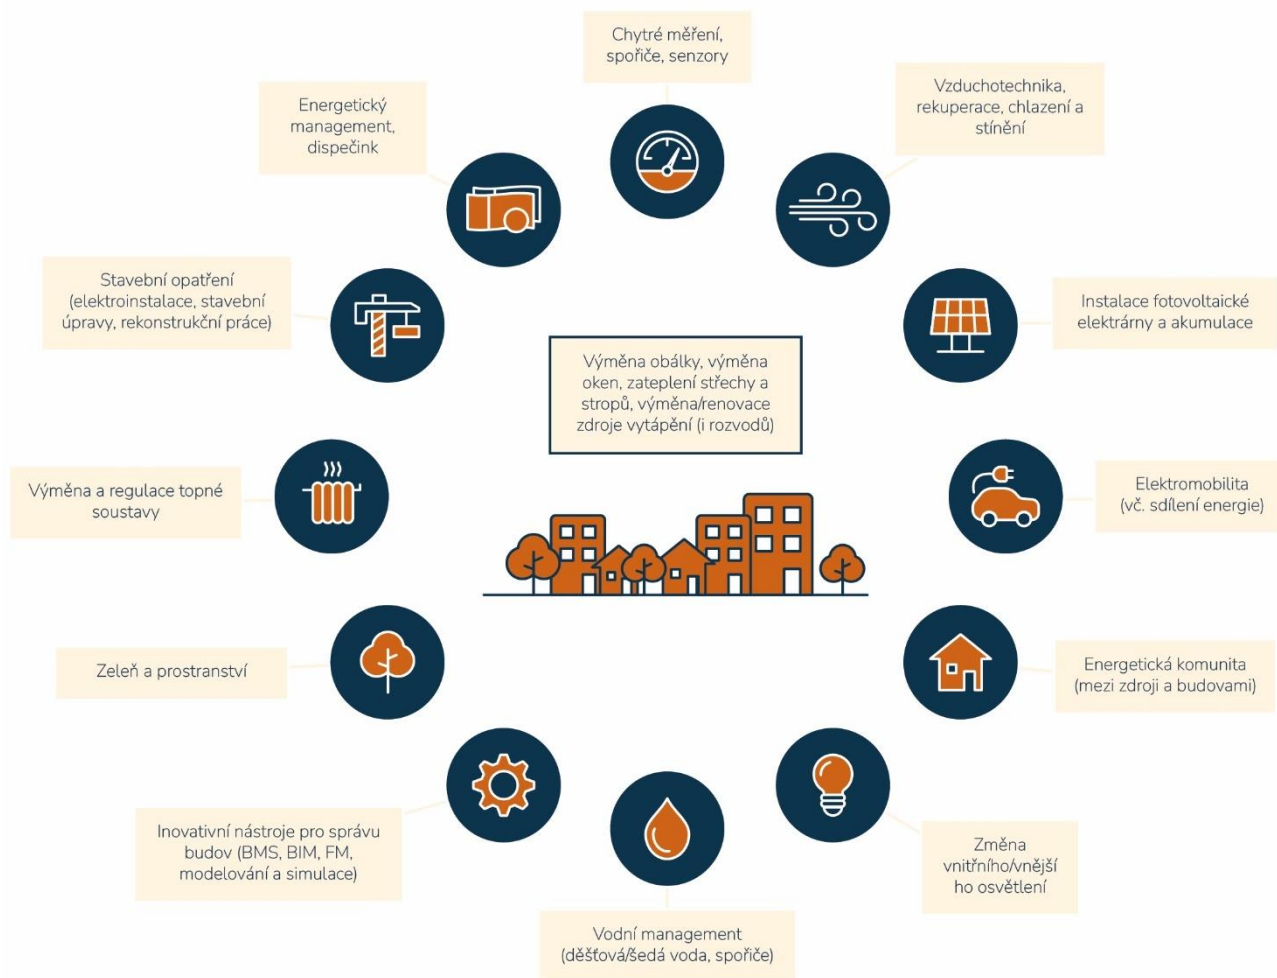 Chytré měření,
spořiče, senzory
Vzduchotechnika,
rekuperace, chlazení a
stínění
Energetický
management,
dispečink
Stavební opatření
(elektroinstalace, stavební
úpravy, rekonstrukční práce)
Instalace fotovoltaické
elektrárny a akumulace
Výměna obálky, výměna
oken, zateplení střechy a
stropů, výměna/renovace
zdroje vytápění (i rozvodů)
Výměna a regulace topné
soustavy
Elektromobilita
(vč. sdílení energie)
Zeleň a prostranství
Energetická komunita
(mezi zdroji a budovami)
Inovativní nástroje pro správu
budov (BMS, BIM, FM,
modelování a simulace)
Změna
vnitřního/vnější
ho osvětlení
Vodní management
(děšťová/šedá voda, spořiče)